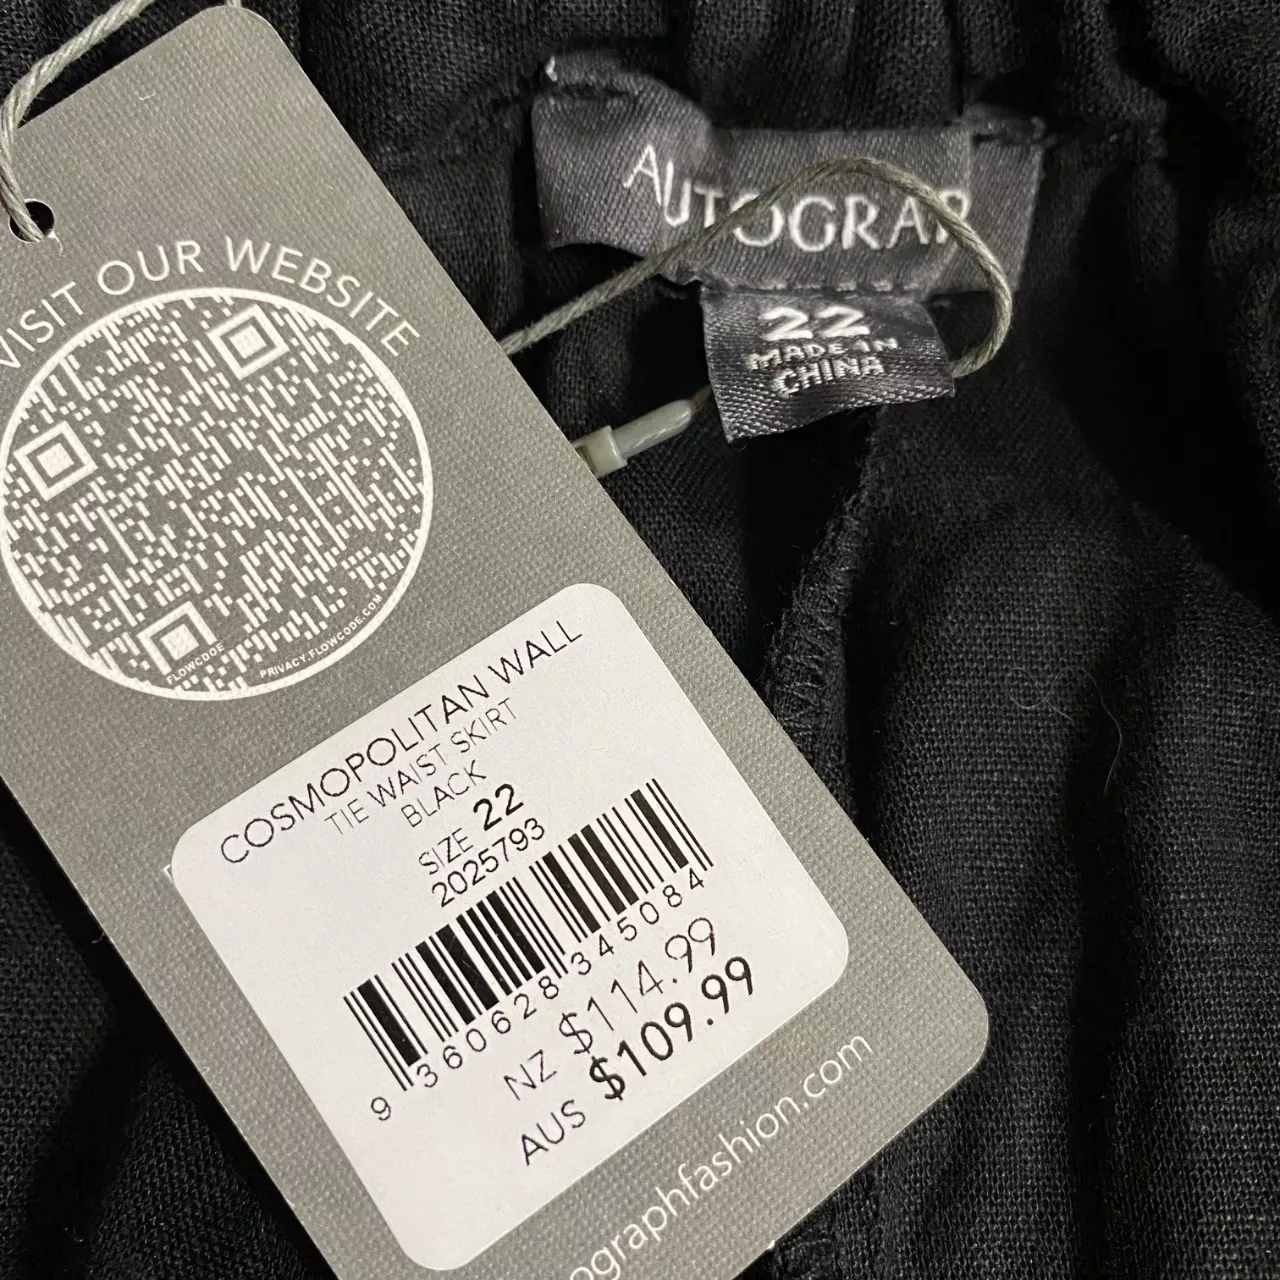 VISIT OUR WEBSITE
FLOWCODE
PRIVACY.FLOWCODE.COM
AUTOGRAP
22
MADE IN
CHINA
COSMOPOLITAN WALL
TIE WAIST SKIRT
BLACK
SIZE 22
2025793
9 360628 345084
NZ $114.99
AUS $109.99
ographfashion.com